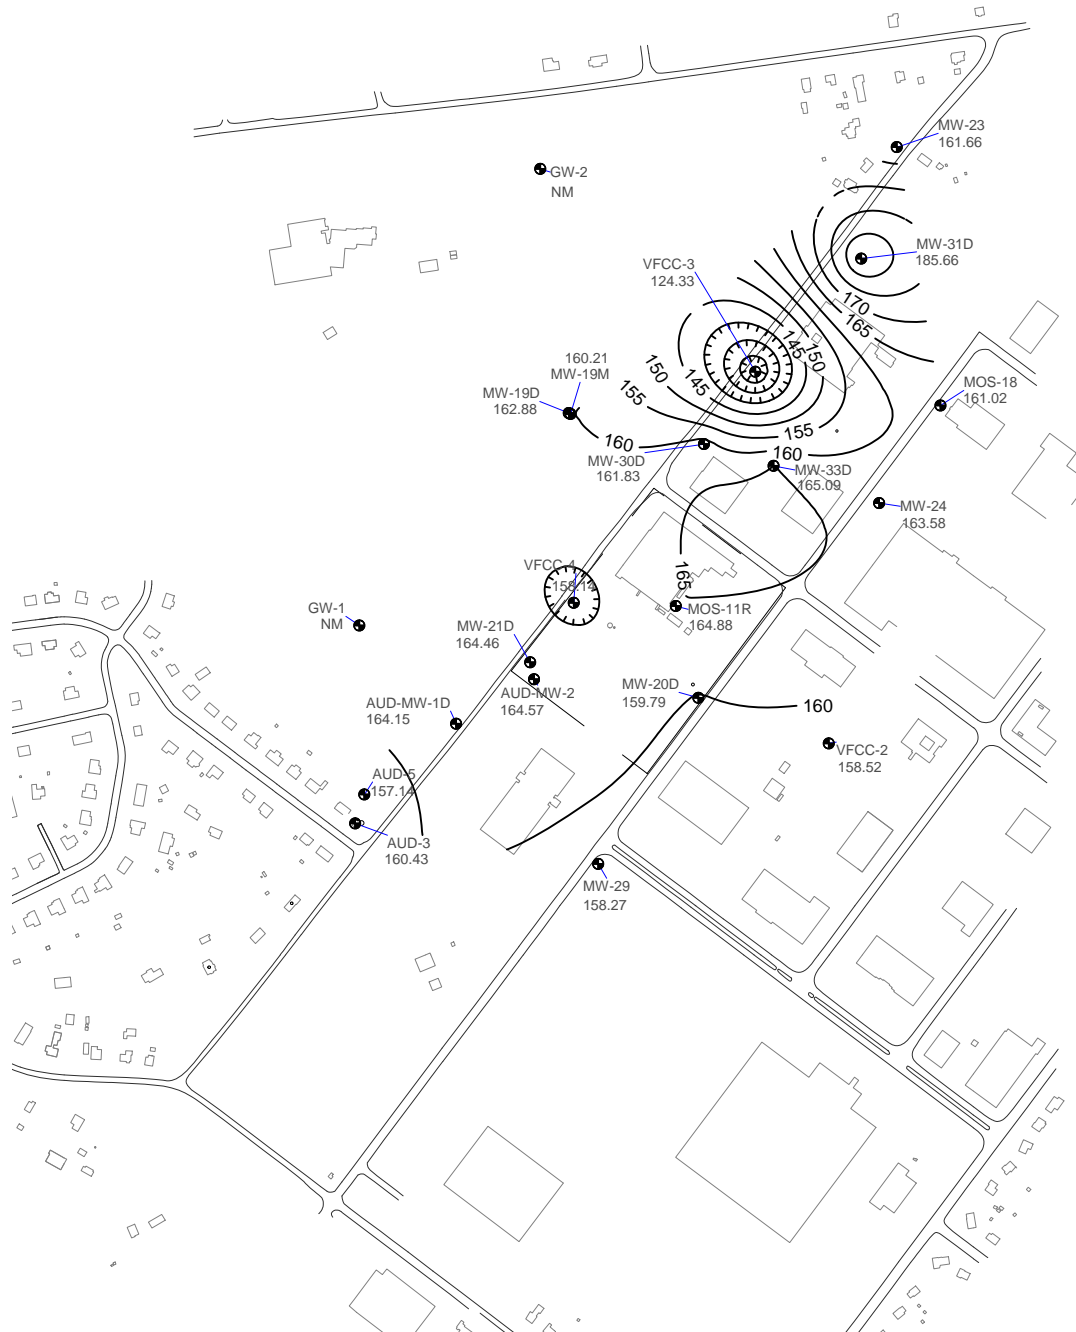 MW-23
161.66
GW-2
NM
MW-31D
185.66
VFCC-3
124.33
170
165
145
150
160.21
MW-19M
150
145
155
MW-19D
162.88
MOS-18
161.02
155
160
160
MW-30D
161.83
MW-33D
165.09
MW-24
163.58
VFCC-4
158.14
165
GW-1
NM
MOS-11R
164.88
MW-21D
164.46
AUD-MW-2
164.57
MW-20D
159.79
AUD-MW-1D
164.15
160
VFCC-2
158.52
AUD-5
157.14
AUD-3
160.43
MW-29
158.27